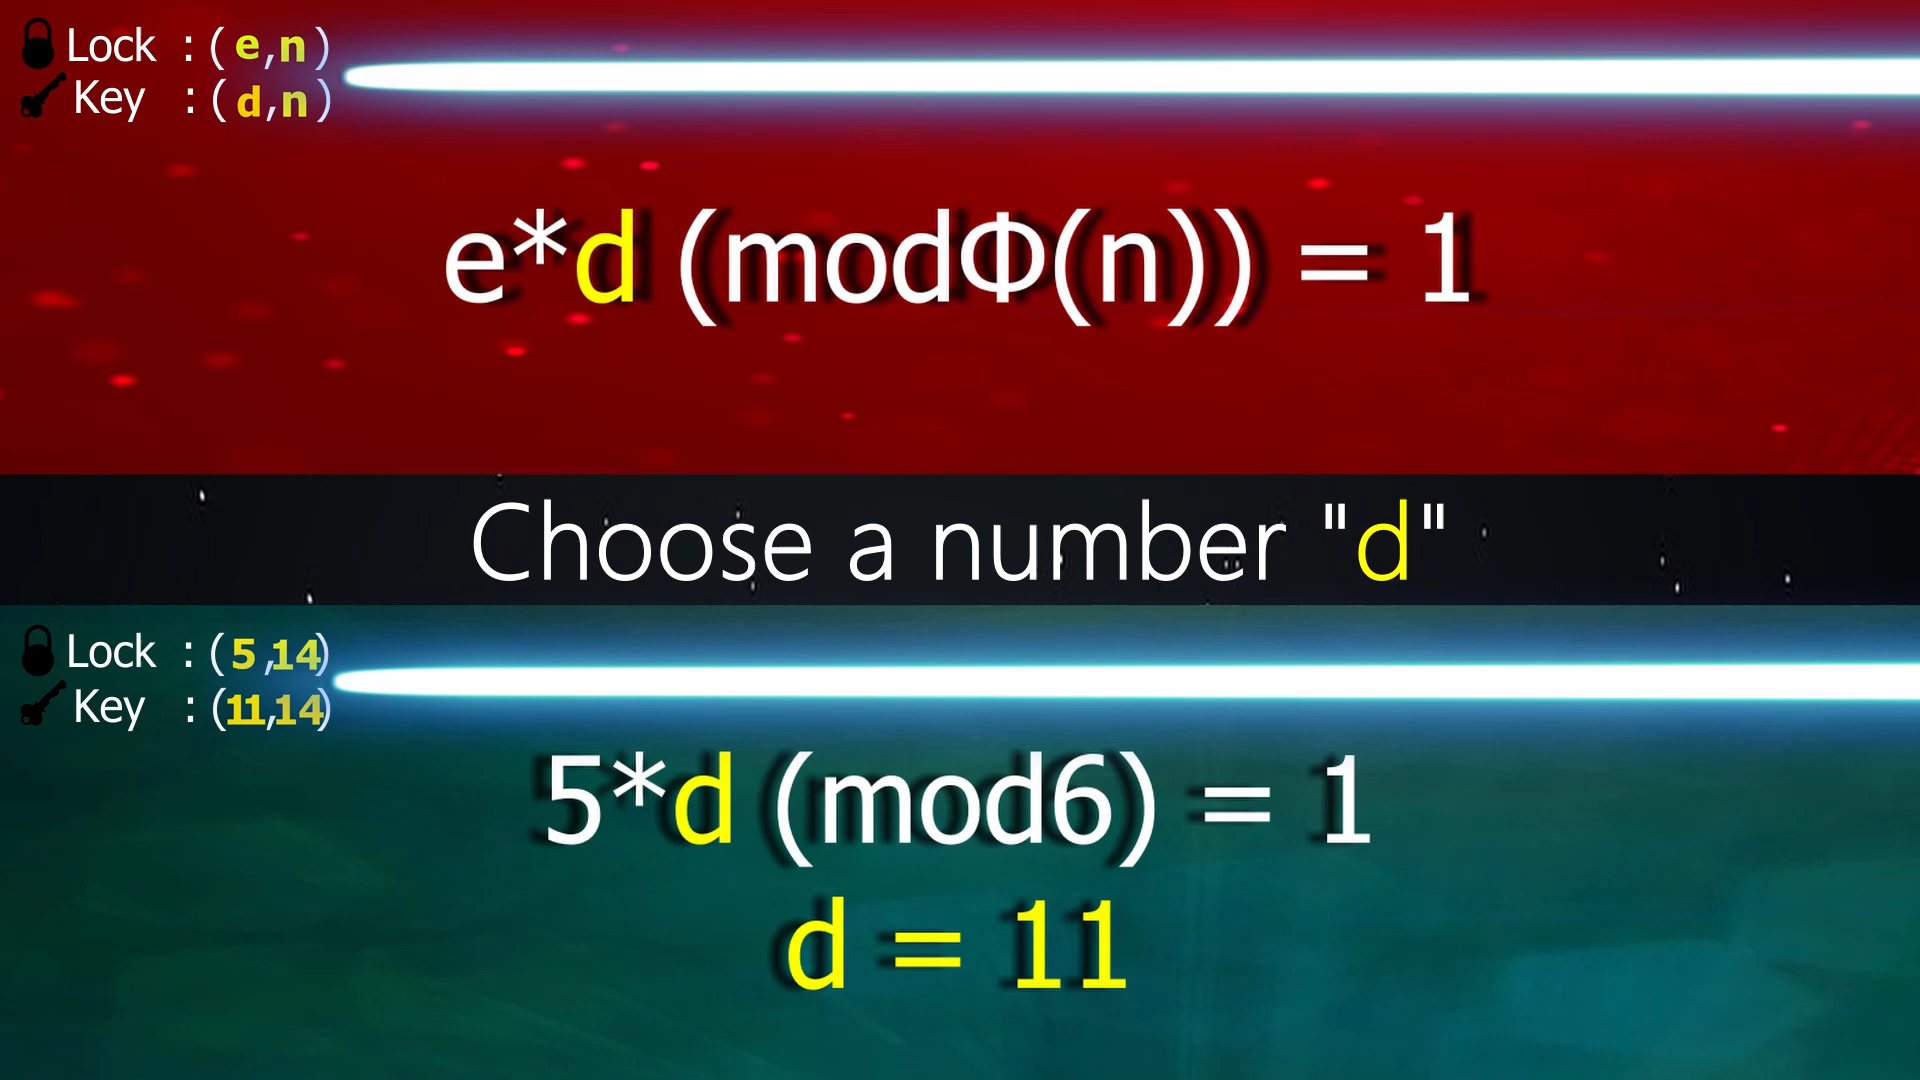 Lock : ( e,n )
Key : ( d,n )
e*d (modΦ(n)) = 1
Choose a number "d"
Lock : ( 5 ,14)
Key : (11,14)
5*d (mod6) = 1
d = 11